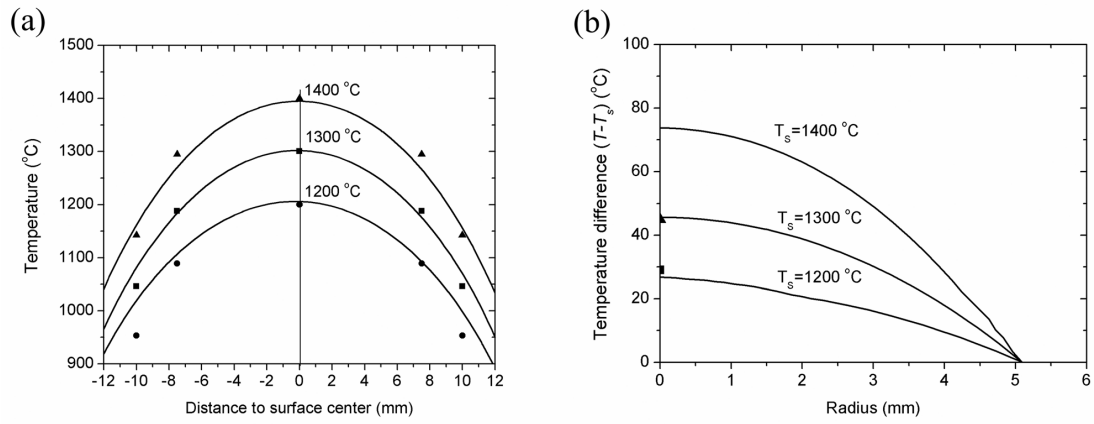 (a)
1500
1400
1300
1200
1100
1000
900
Temperature (°C)
1400 °C
1300 °C
1200 °C
-12 -10 -8 -6 -4 -2 0 2 4 6 8 10 12
Distance to surface center (mm)
(b)
100
80
60
40
20
0
Temperature difference (T-Ts) (°C)
Ts=1400 °C
Ts=1300 °C
Ts=1200 °C
0 1 2 3 4 5 6
Radius (mm)